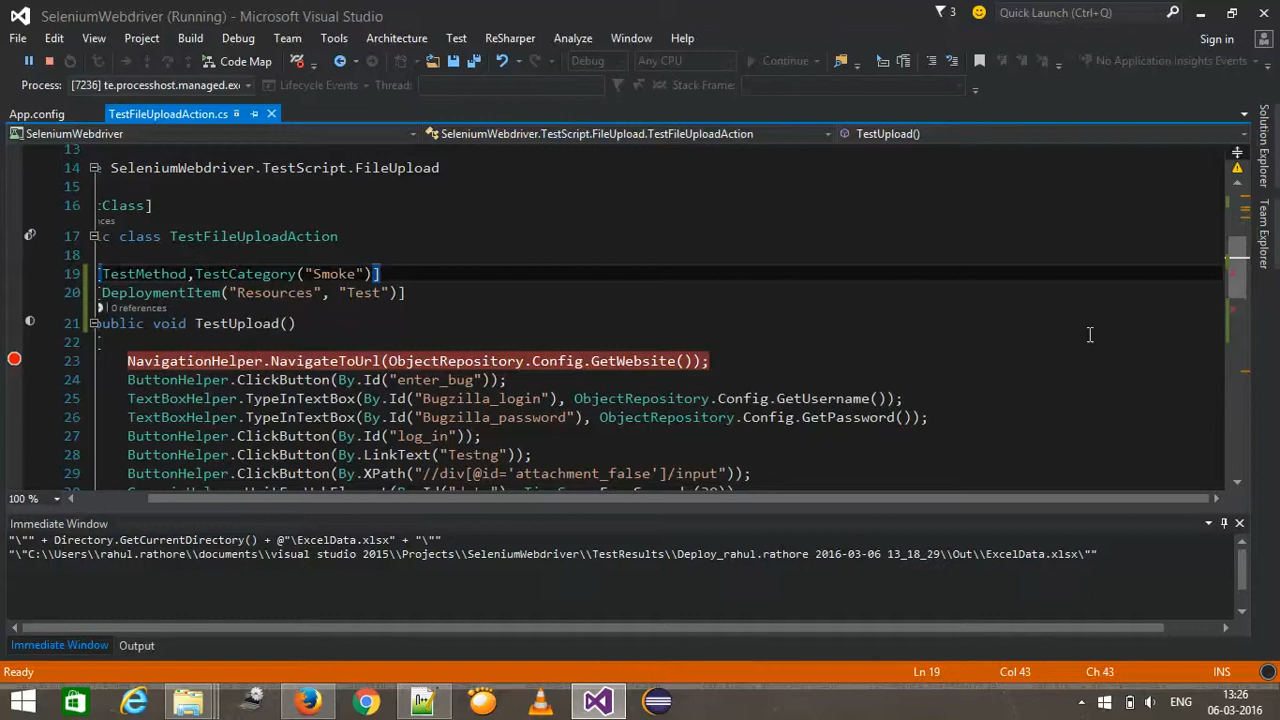 SeleniumWebdriver (Running) - Microsoft Visual Studio
3
Quick Launch (Ctrl+Q)
File Edit View Project Build Debug Team Tools Architecture Test ReSharper Analyze Window Help
Sign in
Code Map
Debug
Any CPU
Continue
No Application Insights Events
Process: [7236] te.processhost.managed.ex
Lifecycle Events
Thread:
Stack Frame:
App.config
TestFileUploadAction.cs
SeleniumWebdriver
SeleniumWebdriver.TestScript.FileUpload.TestFileUploadAction
TestUpload()
Solution Explorer
Team Explorer
13
14 SeleniumWebdriver.TestScript.FileUpload
15
16 :Class]
nces
17 c class TestFileUploadAction
18
19 [TestMethod,TestCategory("Smoke")]
20 [DeploymentItem("Resources", "Test")]
0 references
21 public void TestUpload()
22
23 NavigationHelper.NavigateToUrl(ObjectRepository.Config.GetWebsite());
24 ButtonHelper.ClickButton(By.Id("enter_bug"));
25 TextBoxHelper.TypeInTextBox(By.Id("Bugzilla_login"), ObjectRepository.Config.GetUsername());
26 TextBoxHelper.TypeInTextBox(By.Id("Bugzilla_password"), ObjectRepository.Config.GetPassword());
27 ButtonHelper.ClickButton(By.Id("log_in"));
28 ButtonHelper.ClickButton(By.LinkText("Testng"));
29 ButtonHelper.ClickButton(By.XPath("//div[@id='attachment_false']/input"));
100 %
Immediate Window
"\"" + Directory.GetCurrentDirectory() + @"\ExcelData.xlsx" + "\""
"\"C:\\Users\\rahul.rathore\\documents\\visual studio 2015\\Projects\\SeleniumWebdriver\\TestResults\\Deploy_rahul.rathore 2016-03-06 13_18_29\\Out\\ExcelData.xlsx\""
Immediate Window
Output
Ready
Ln 19
Col 43
Ch 43
INS
ENG
13:26
06-03-2016